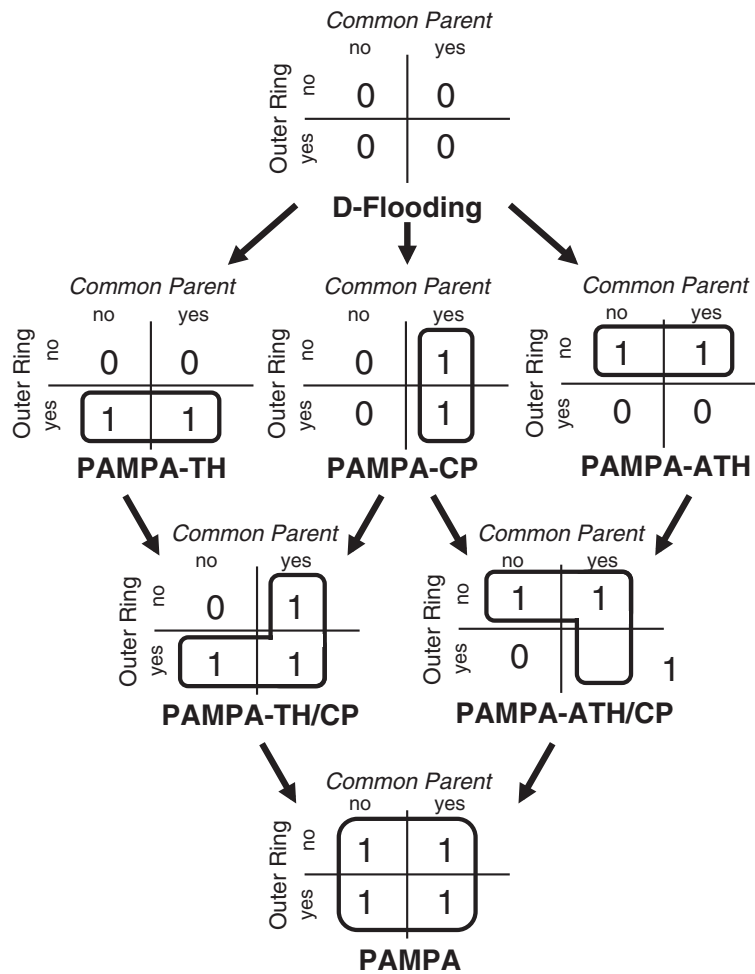 Common Parent
no yes
Outer Ring
no 0 0
yes 0 0
D-Flooding
Common Parent
no yes
Outer Ring
no 0 0
yes 1 1
PAMPA-TH
Common Parent
no yes
Outer Ring
no 0 1
yes 0 1
PAMPA-CP
Common Parent
no yes
Outer Ring
no 1 1
yes 0 0
PAMPA-ATH
Common Parent
no yes
Outer Ring
no 0 1
yes 1 1
PAMPA-TH/CP
Common Parent
no yes
Outer Ring
no 1 1
yes 0 1
PAMPA-ATH/CP
Common Parent
no yes
Outer Ring
no 1 1
yes 1 1
PAMPA